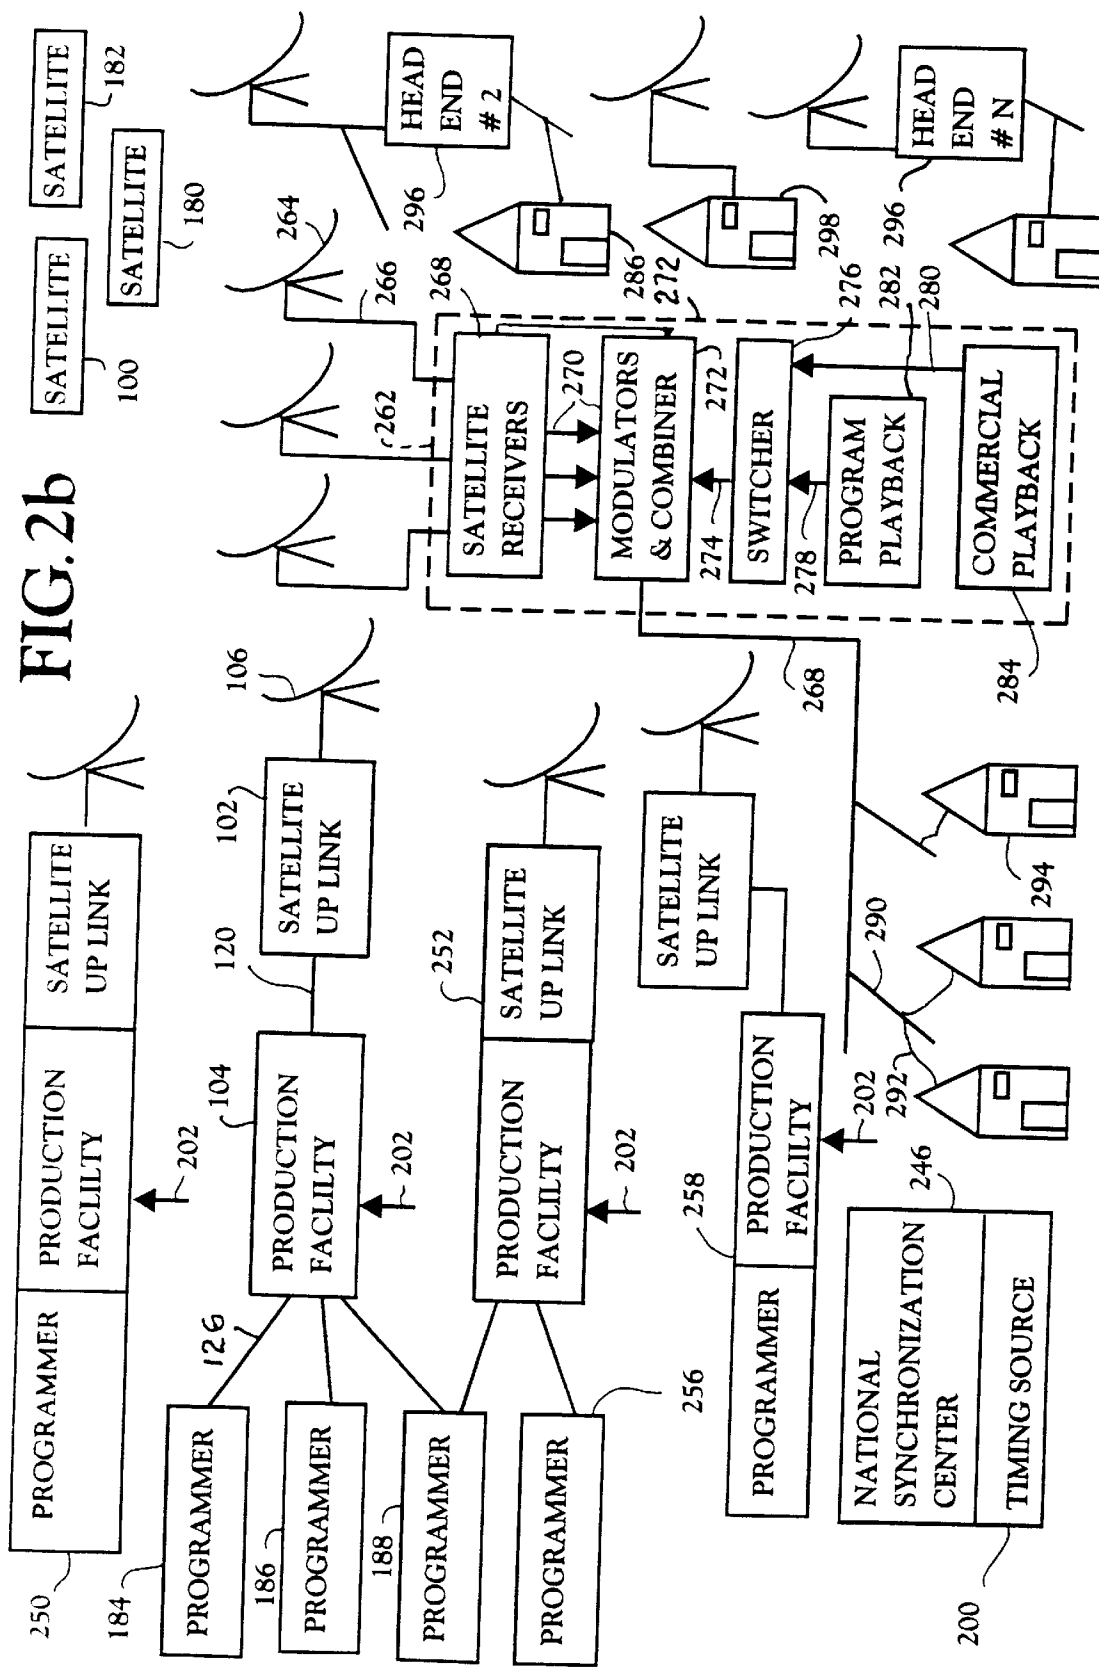 FIG.2b
SATELLITE
100
SATELLITE
180
SATELLITE
182
PROGRAMMER
PRODUCTION
FACLILTY
SATELLITE
UP LINK
250
202
184
PROGRAMMER
126
186
PROGRAMMER
188
PROGRAMMER
PROGRAMMER
256
104
PRODUCTION
FACLILTY
202
120
102
SATELLITE
UP LINK
106
PRODUCTION
FACLILTY
252
SATELLITE
UP LINK
202
258
PROGRAMMER
PRODUCTION
FACLILTY
202
SATELLITE
UP LINK
NATIONAL
SYNCHRONIZATION
CENTER
246
TIMING SOURCE
200
262
264
266
268
SATELLITE
RECEIVERS
270
272
MODULATORS
& COMBINER
272
274
SWITCHER
276
278
PROGRAM
PLAYBACK
282
280
COMMERCIAL
PLAYBACK
284
268
290
292
294
HEAD
END
# 2
296
286
298
HEAD
END
# N
296